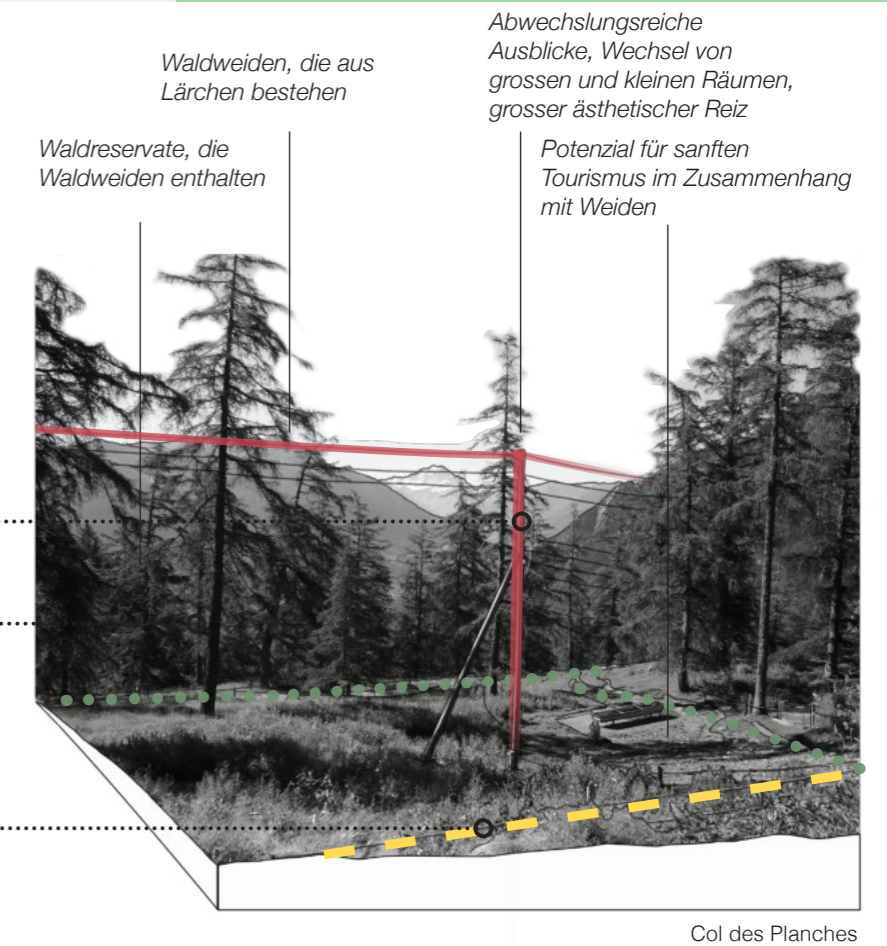 Abwechslungsreiche
Ausblicke, Wechsel von
grossen und kleinen Räumen,
grosser ästhetischer Reiz
Waldweiden, die aus
Lärchen bestehen
Waldreservate, die
Waldweiden enthalten
Potenzial für sanften
Tourismus im Zusammenhang
mit Weiden
Col des Planches